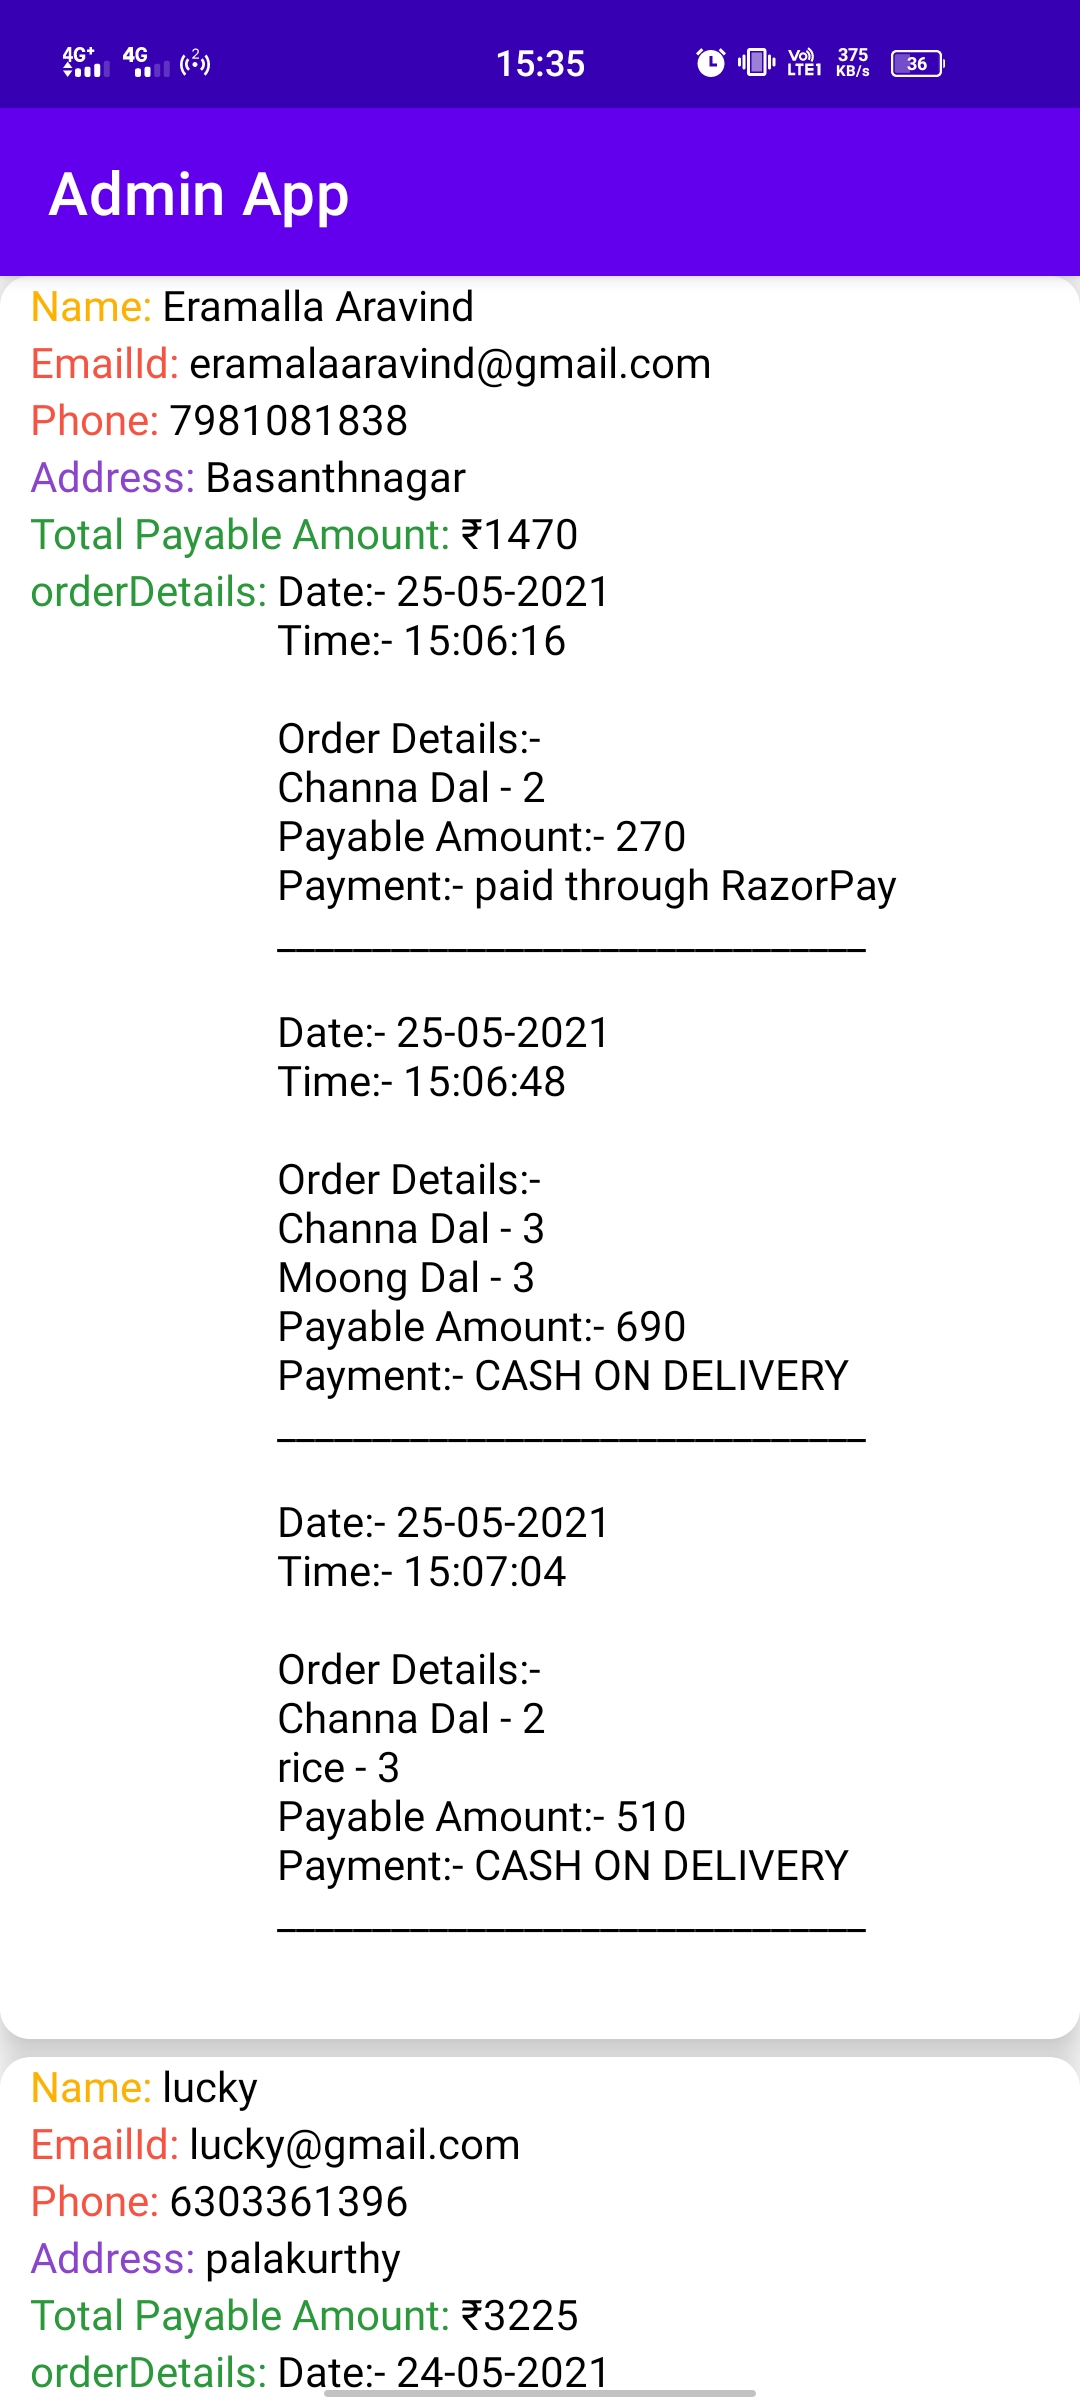 4G+ 4G 2 15:35 Vo)) LTE1 375 KB/s 36
Admin App
Name: Eramalla Aravind
EmailId: eramalaaravind@gmail.com
Phone: 7981081838
Address: Basanthnagar
Total Payable Amount: ₹1470
orderDetails: Date:- 25-05-2021
Time:- 15:06:16
Order Details:-
Channa Dal - 2
Payable Amount:- 270
Payment:- paid through RazorPay
____________________________
Date:- 25-05-2021
Time:- 15:06:48
Order Details:-
Channa Dal - 3
Moong Dal - 3
Payable Amount:- 690
Payment:- CASH ON DELIVERY
____________________________
Date:- 25-05-2021
Time:- 15:07:04
Order Details:-
Channa Dal - 2
rice - 3
Payable Amount:- 510
Payment:- CASH ON DELIVERY
____________________________
Name: lucky
EmailId: lucky@gmail.com
Phone: 6303361396
Address: palakurthy
Total Payable Amount: ₹3225
orderDetails: Date:- 24-05-2021